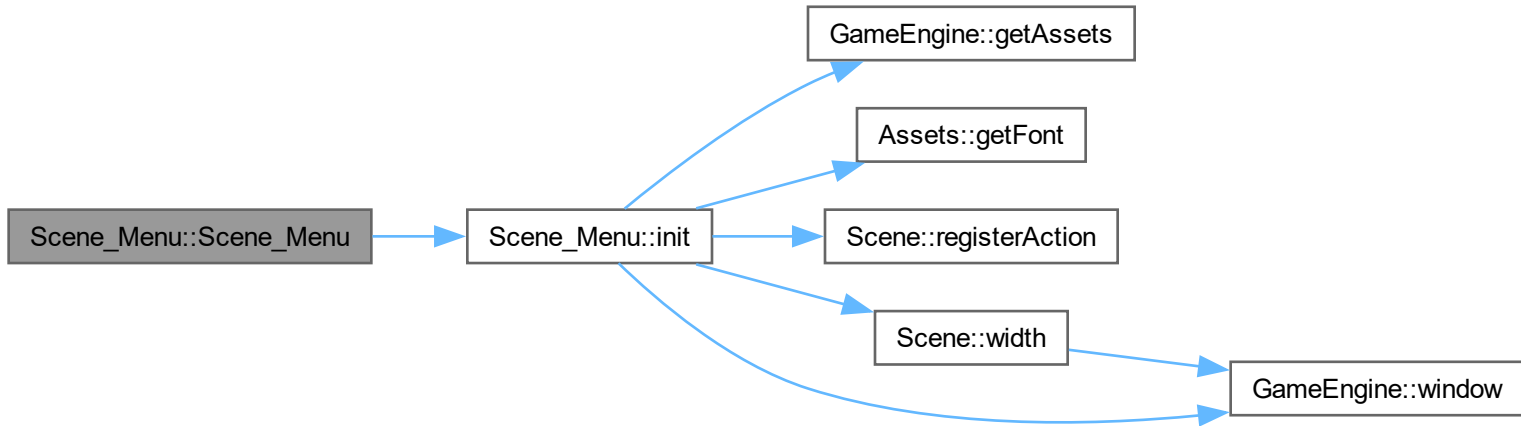 GameEngine::getAssets
Assets::getFont
Scene_Menu::Scene_Menu
Scene_Menu::init
Scene::registerAction
Scene::width
GameEngine::window